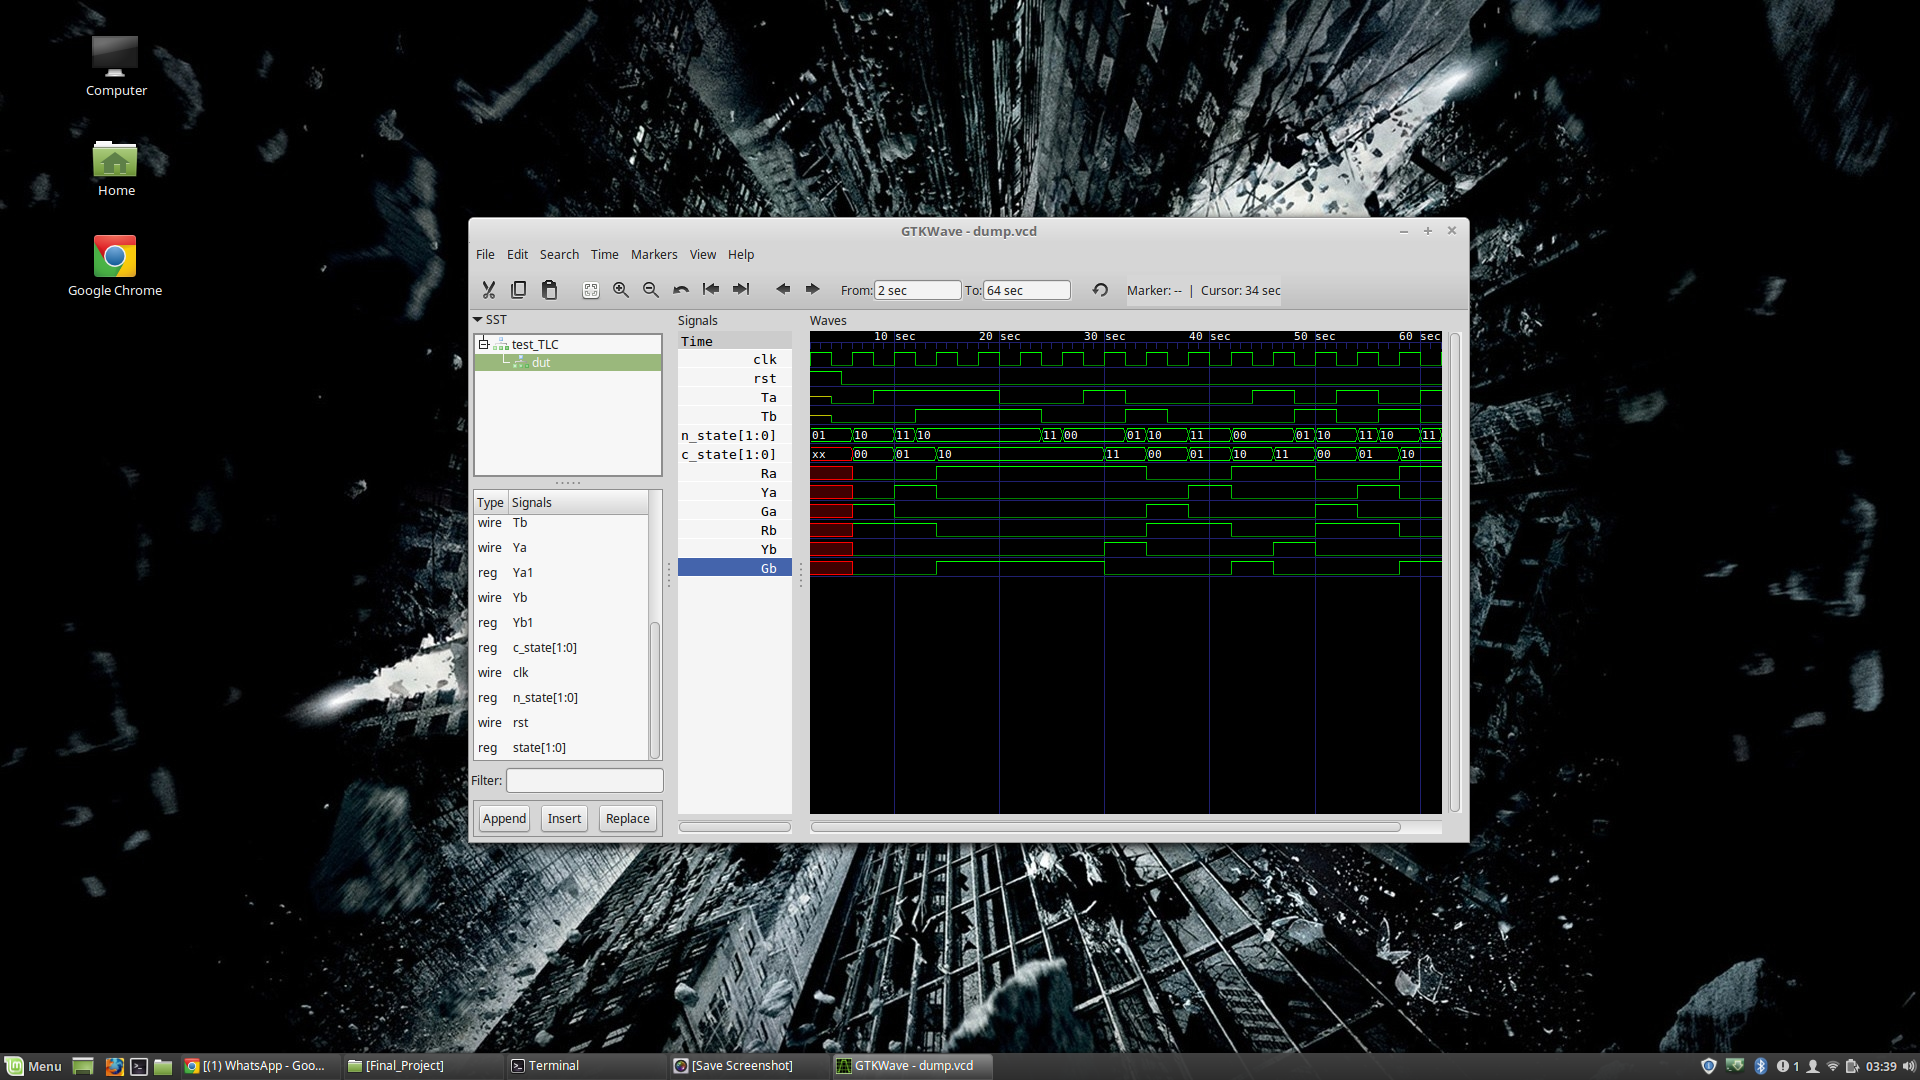 Computer
Home
Google Chrome
GTKWave - dump.vcd
File Edit Search Time Markers View Help
From: 2 sec To: 64 sec Marker: -- | Cursor: 34 sec
SST
test_TLC
dut
Type Signals
wire Tb
wire Ya
reg Ya1
wire Yb
reg Yb1
reg c_state[1:0]
wire clk
reg n_state[1:0]
wire rst
reg state[1:0]
Filter:
Append Insert Replace
Signals
Time
clk
rst
Ta
Tb
n_state[1:0]
c_state[1:0]
Ra
Ya
Ga
Rb
Yb
Gb
Waves
10 sec 20 sec 30 sec 40 sec 50 sec 60 sec
01 10 11 10 11 00 01 10 11 00 01 10 11 10 11
xx 00 01 10 11 00 01 10 11 00 01 10
Menu [(1) WhatsApp - Goo... [Final_Project] Terminal [Save Screenshot] GTKWave - dump.vcd 1 03:39